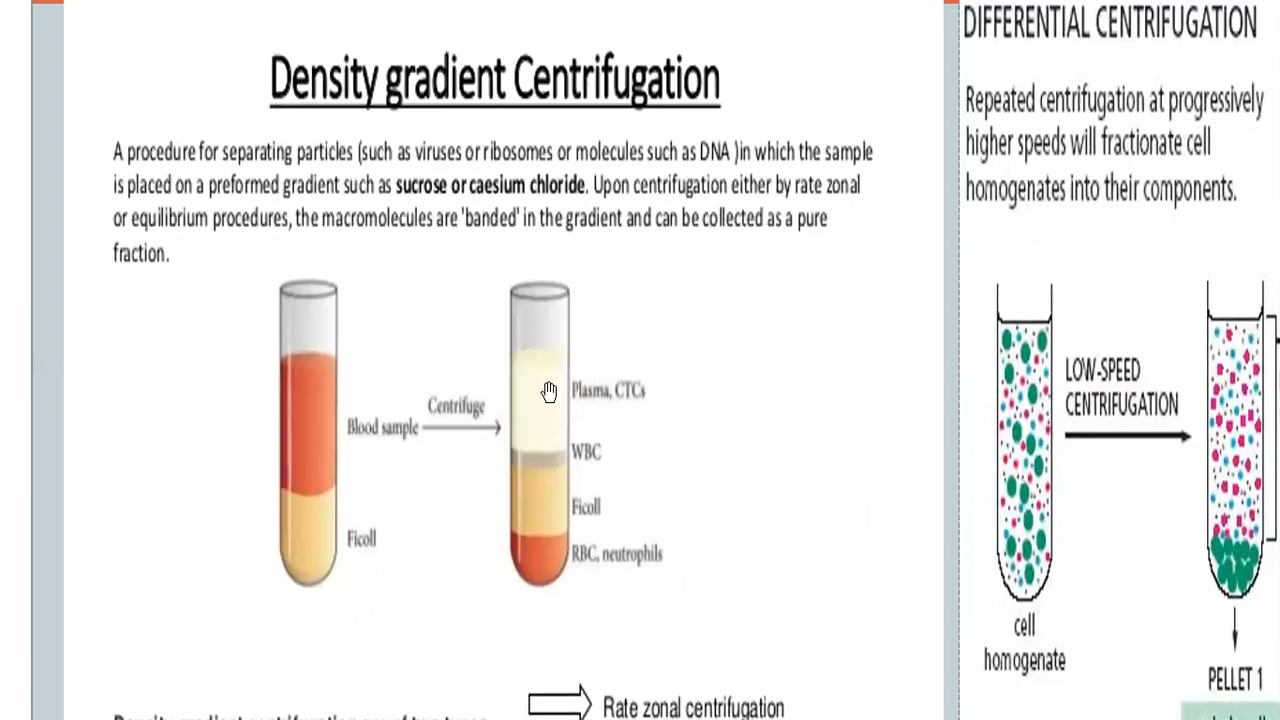 Density gradient Centrifugation
A procedure for separating particles (such as viruses or ribosomes or molecules such as DNA )in which the sample
is placed on a preformed gradient such as sucrose or caesium chloride. Upon centrifugation either by rate zonal
or equilibrium procedures, the macromolecules are 'banded' in the gradient and can be collected as a pure
fraction.
Blood sample
Centrifuge
Ficoll
Plasma, CTCs
WBC
Ficoll
RBC, neutrophils
Rate zonal centrifugation
DIFFERENTIAL CENTRIFUGATION
Repeated centrifugation at progressively
higher speeds will fractionate cell
homogenates into their components.
LOW-SPEED
CENTRIFUGATION
cell
homogenate
PELLET 1